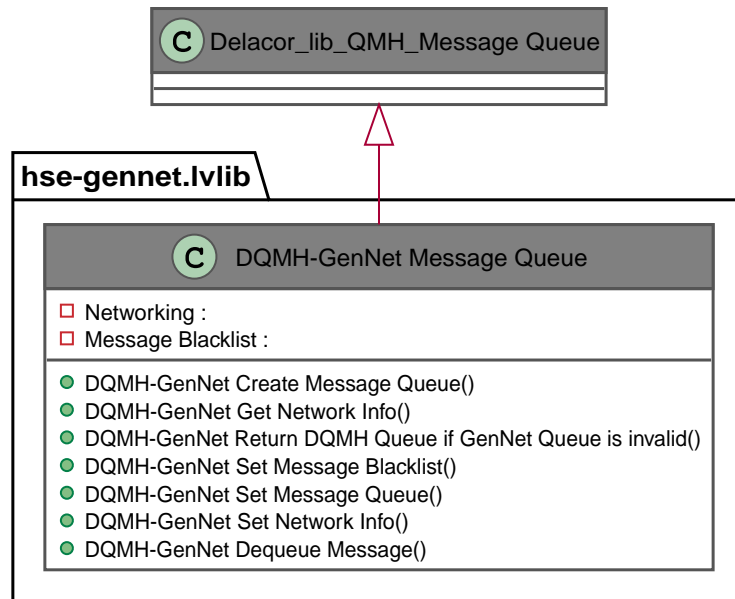 C Delacor_lib_QMH_Message Queue
hse-gennet.lvlib
C DQMH-GenNet Message Queue
Networking :
Message Blacklist :
DQMH-GenNet Create Message Queue()
DQMH-GenNet Get Network Info()
DQMH-GenNet Return DQMH Queue if GenNet Queue is invalid()
DQMH-GenNet Set Message Blacklist()
DQMH-GenNet Set Message Queue()
DQMH-GenNet Set Network Info()
DQMH-GenNet Dequeue Message()